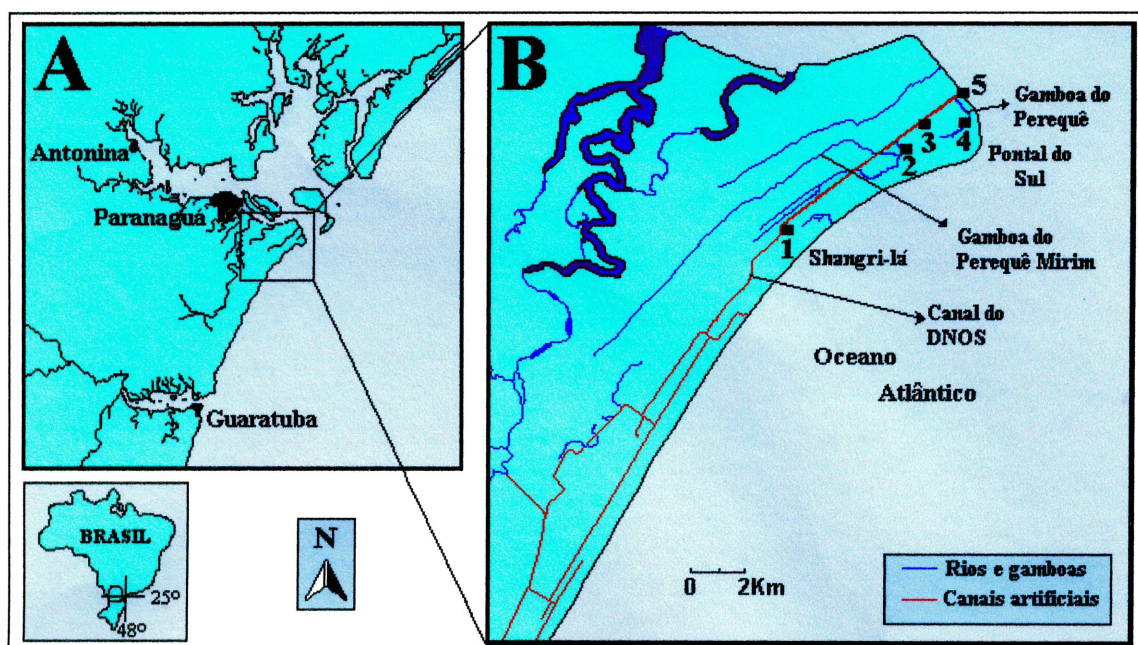 A
Antonina
Paranaguá
Guaratuba
BRASIL
25º
48º
N
B
5
Gamboa do
Perequê
3
4
2
Pontal do
Sul
1
Shangri-lá
Gamboa do
Perequê Mirim
Canal do
DNOS
Oceano
Atlântico
0 2Km
Rios e gamboas
Canais artificiais